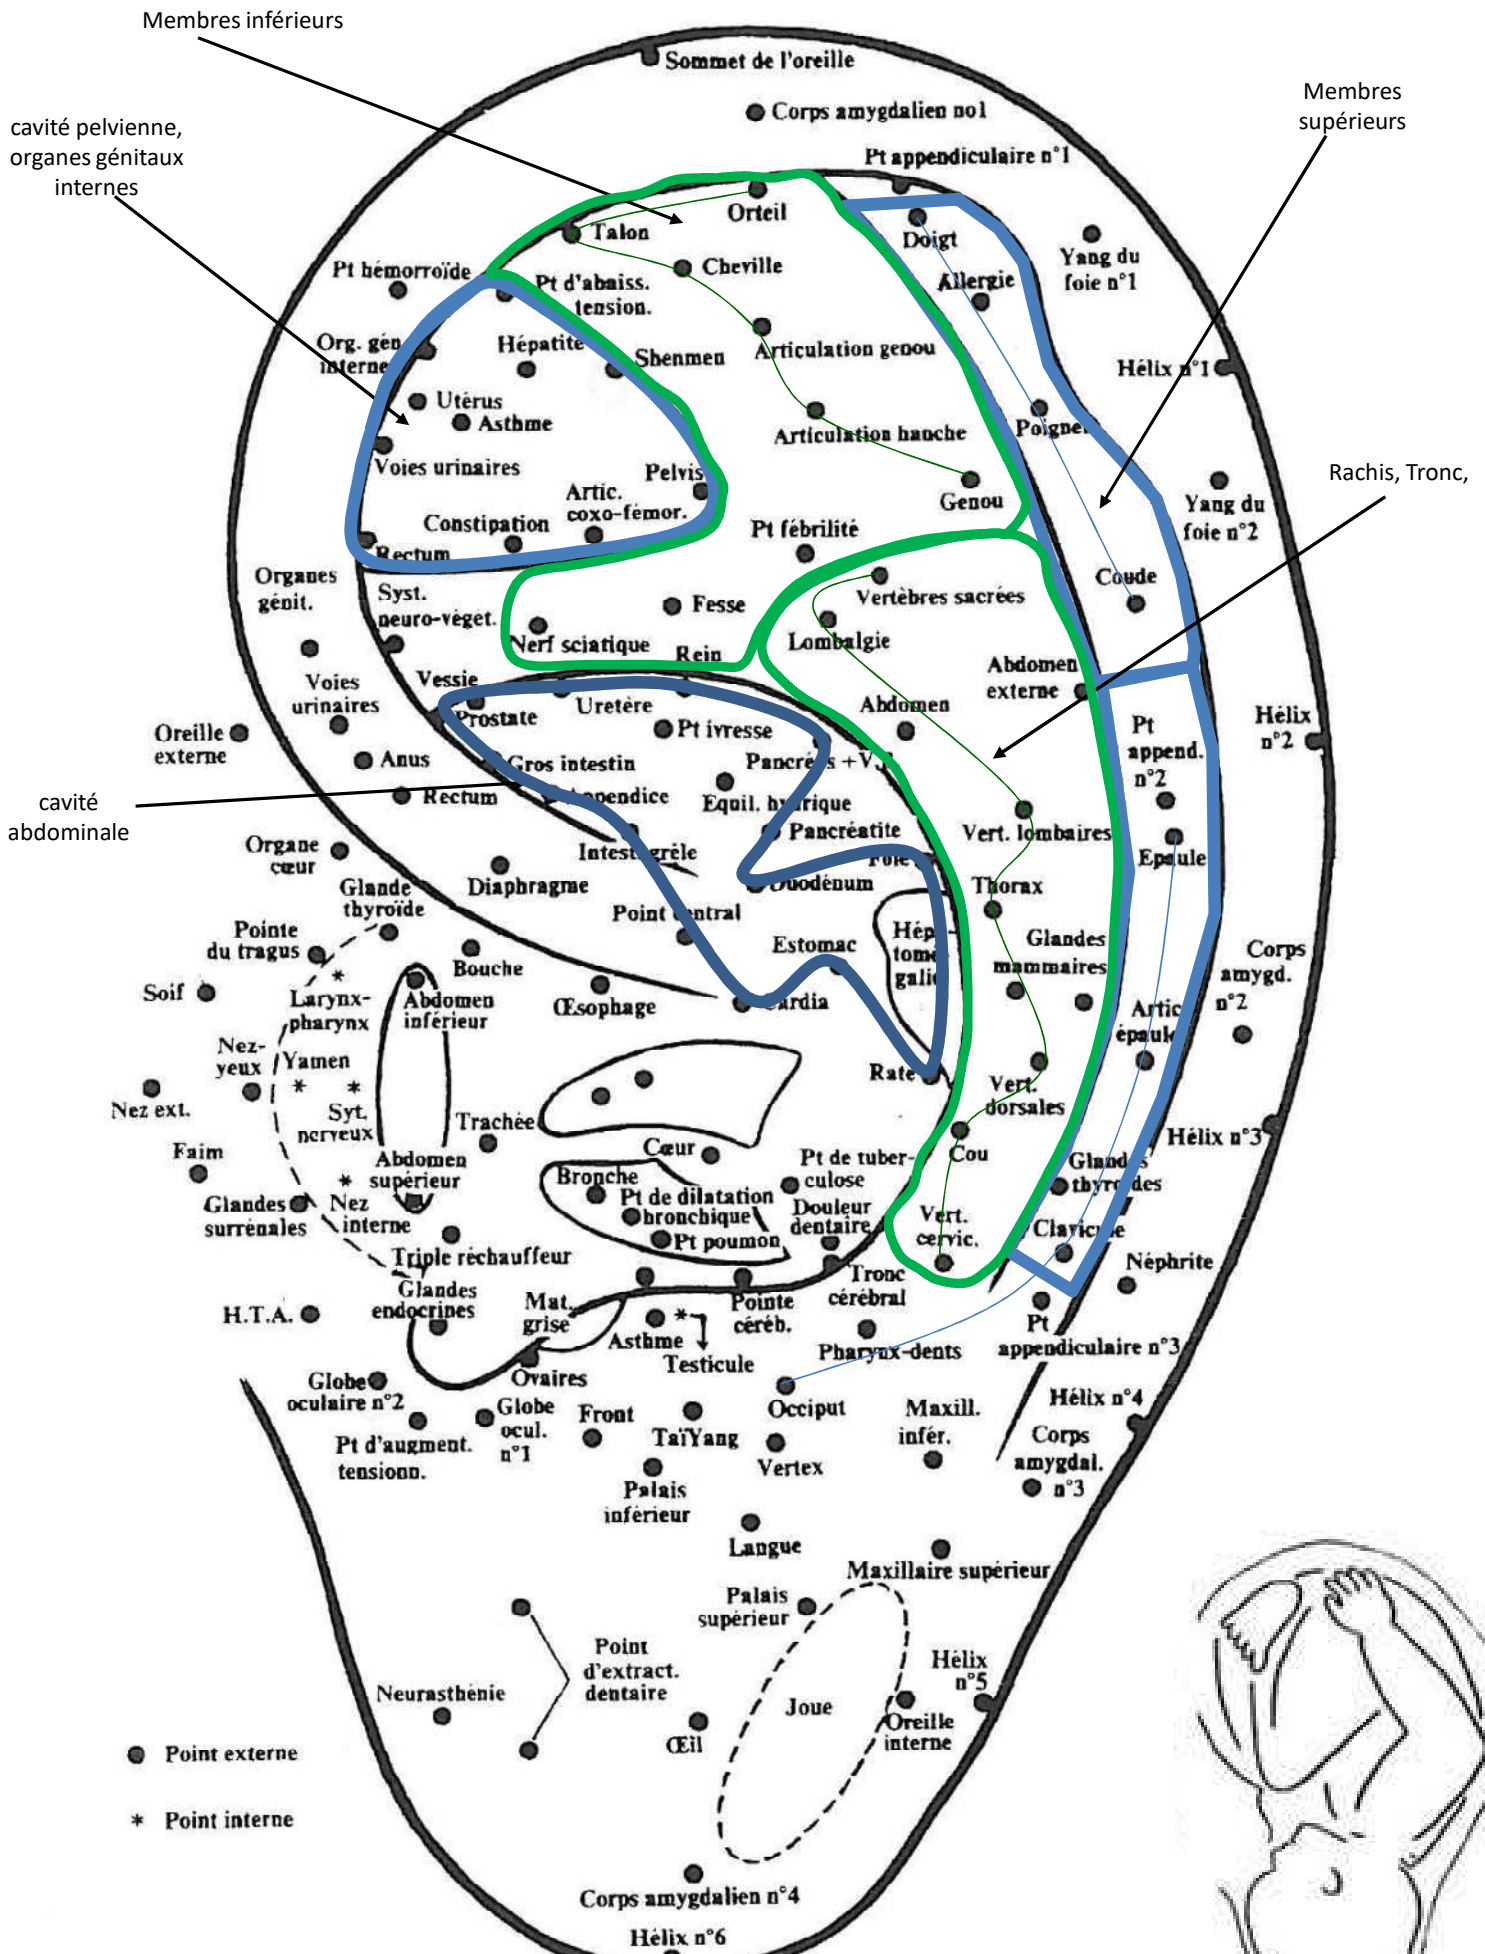 Membres inférieurs
Sommet de l'oreille
Corps amygdalien no1
Membres
supérieurs
cavité pelvienne,
organes génitaux
internes
Pt appendiculaire n°1
Orteil
Talon
Doigt
Cheville
Yang du
foie n°1
Pt hémorroïde
Pt d'abaiss.
tension.
Allergie
Org. gén
interne
Hépatite
Shenmen
Articulation genou
Hélix n°1
Utérus
Asthme
Poignet
Articulation hanche
Voies urinaires
Pelvis
Rachis, Tronc,
Artic.
coxo-fémor.
Genou
Yang du
foie n°2
Constipation
Pt fébrilité
Rectum
Organes
génit.
Syst.
neuro-véget.
Fesse
Vertèbres sacrées
Coude
Nerf sciatique
Rein
Lombalgie
Abdomen
externe
Voies
urinaires
Vessie
Prostate
Uretère
Abdomen
Hélix
n°2
Oreille
externe
Pt ivresse
Pt
append.
n°2
Anus
Gros intestin
Pancréas + V.
Rectum
Appendice
Equil. hydrique
cavité
abdominale
Pancréatite
Vert. lombaires
Epaule
Organe
cœur
Intest. grêle
Foie
Diaphragme
Duodénum
Thorax
Glande
thyroïde
Point central
Pointe
du tragus
Estomac
Glandes
mammaires
Corps
amygd.
n°2
Bouche
Soif
Larynx-
pharynx
Abdomen
inférieur
Œsophage
Cardia
Artic
épaule
Nez-
yeux
Yamen
Rate
Nez ext.
Syt.
nerveux
Trachée
Vert.
dorsales
Faim
Cœur
Cou
Hélix n°3
Abdomen
supérieur
Bronche
Pt de tuber-
culose
Glandes
thyroïdes
Glandes
surrénales
Nez
interne
Pt de dilatation
bronchique
Douleur
dentaire
Vert.
cervic.
Clavicule
Pt poumon
Triple réchauffeur
Néphrite
Glandes
endocrines
Tronc
cérébral
H.T.A.
Mat.
grise
Asthme
Testicule
Pointe
céréb.
Pharynx-dents
Pt
appendiculaire n°3
Ovaires
Globe
oculaire n°2
Globe
ocul.
n°1
Front
TaïYang
Occiput
Maxill.
infér.
Hélix n°4
Pt d'augment.
tensionn.
Vertex
Corps
amygdal.
n°3
Palais
inférieur
Langue
Maxillaire supérieur
Palais
supérieur
Point
d'extract.
dentaire
Hélix
n°5
Neurasthénie
Joue
Œil
Oreille
interne
Point externe
* Point interne
Corps amygdalien n°4
Hélix n°6